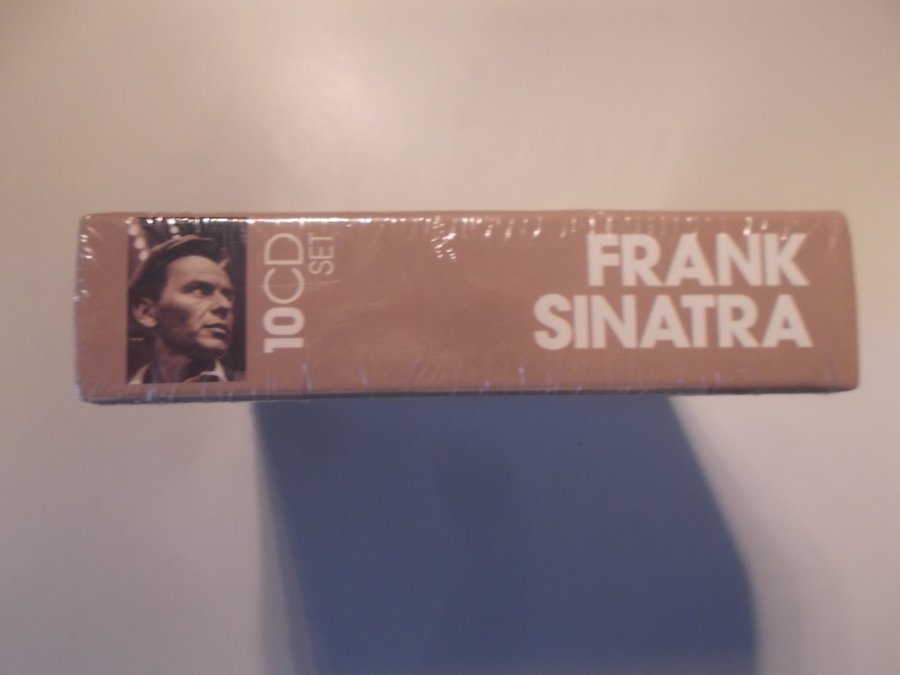 10CD
SET
FRANK
SINATRA